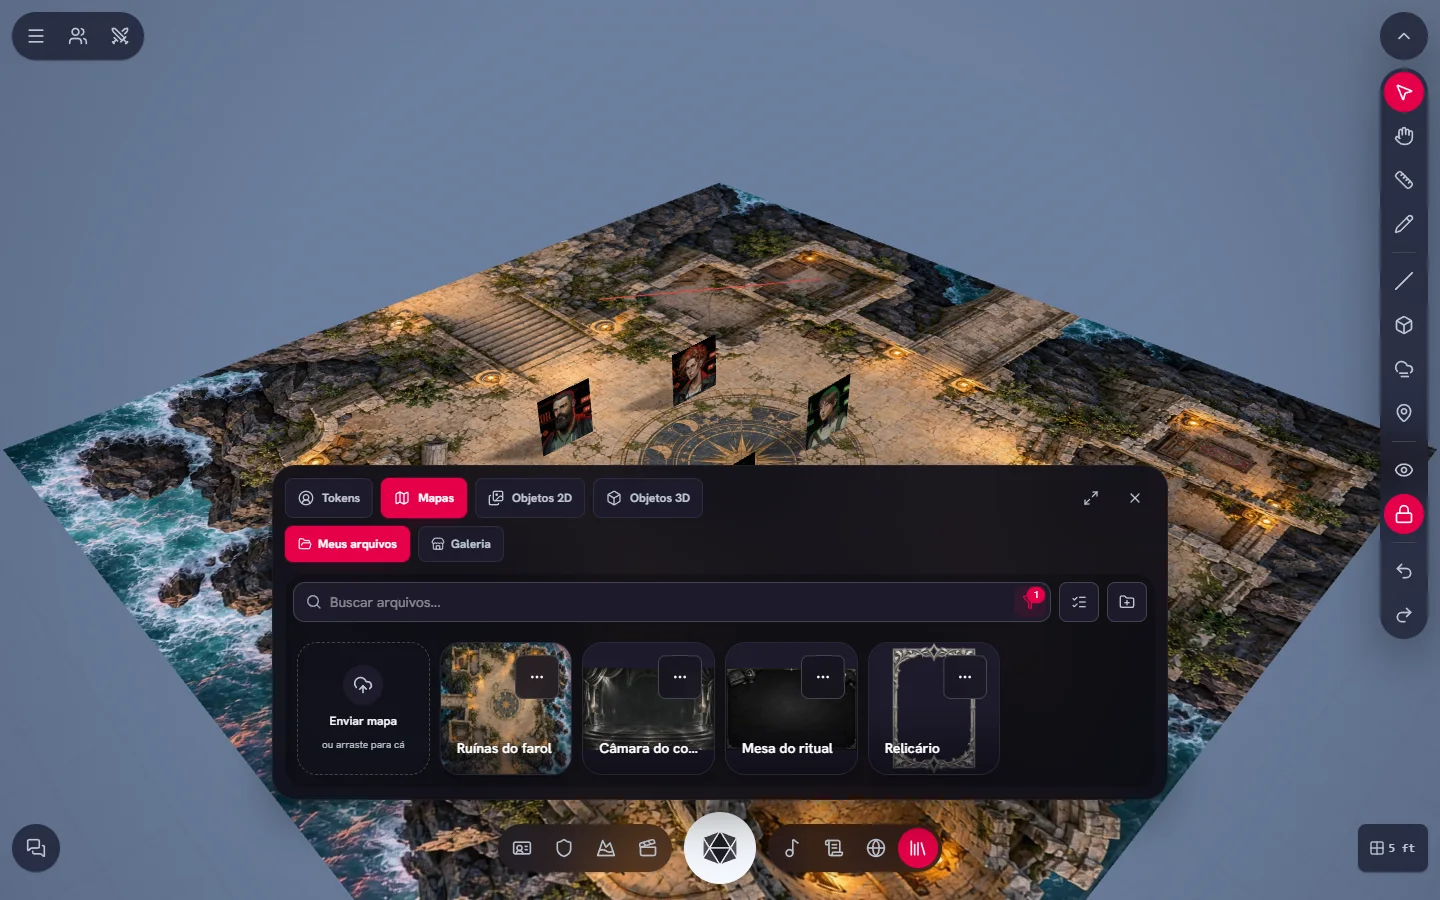 Tokens
Mapas
Objetos 2D
Objetos 3D
Meus arquivos
Galeria
Buscar arquivos...
1
Enviar mapa
ou arraste para cá
Ruínas do farol
Câmara do co...
Mesa do ritual
Relicário
5 ft